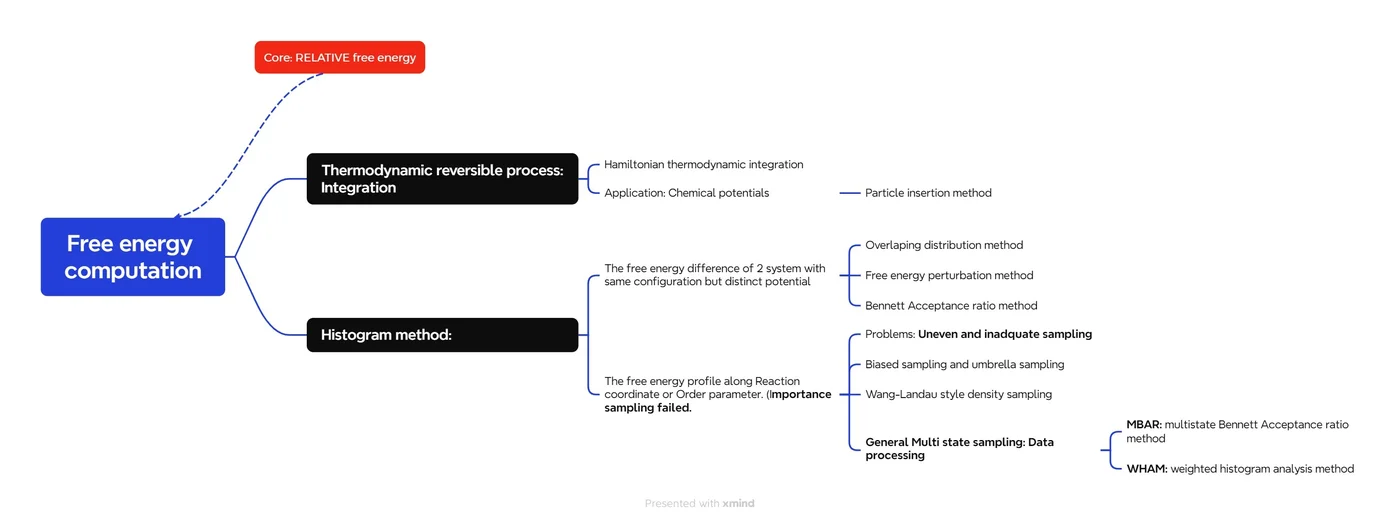 Core: RELATIVE free energy
Free energy
computation
Thermodynamic reversible process:
Integration
Hamiltonian thermodynamic integration
Application: Chemical potentials
Particle insertion method
Histogram method:
The free energy difference of 2 system with
same configuration but distinct potential
Overlaping distribution method
Free energy perturbation method
Bennett Acceptance ratio method
The free energy profile along Reaction
coordinate or Order parameter. (Importance
sampling failed.
Problems: Uneven and inadquate sampling
Biased sampling and umbrella sampling
Wang-Landau style density sampling
General Multi state sampling: Data
processing
MBAR: multistate Bennett Acceptance ratio
method
WHAM: weighted histogram analysis method
Presented with xmind